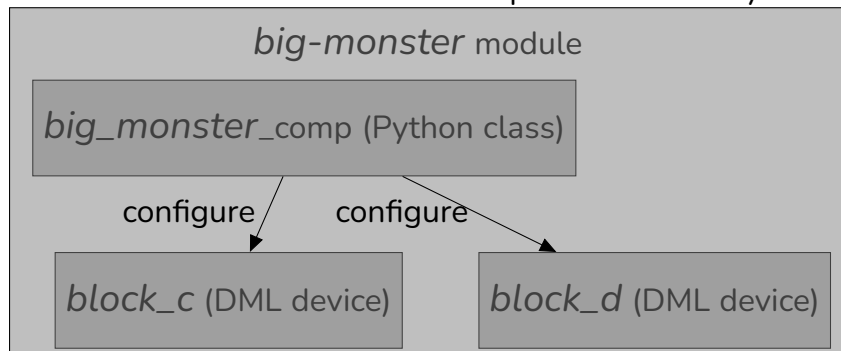 big-monster module
big_monster_comp (Python class)
configure configure
block_c (DML device) block_d (DML device)